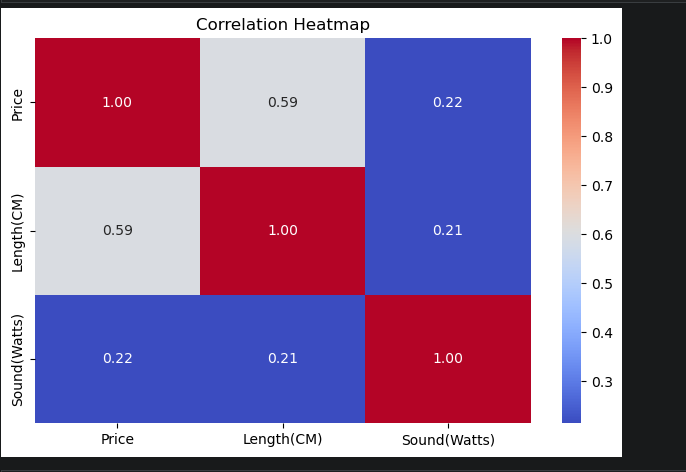 Correlation Heatmap
Price
1.00
0.59
0.22
Length(CM)
0.59
1.00
0.21
Sound(Watts)
0.22
0.21
1.00
Price
Length(CM)
Sound(Watts)
1.0
0.9
0.8
0.7
0.6
0.5
0.4
0.3